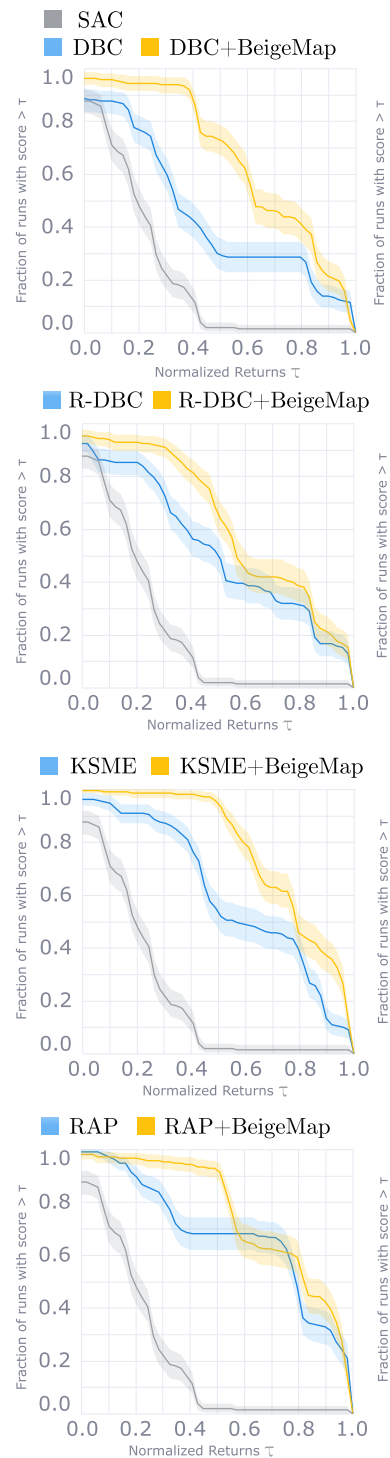 SAC
DBC DBC+BeigeMap
Fraction of runs with score > τ
1.0
0.8
0.6
0.4
0.2
0.0
0.0 0.2 0.4 0.6 0.8 1.0
Normalized Returns τ
Fraction of runs with score > τ
R-DBC R-DBC+BeigeMap
Fraction of runs with score > τ
1.0
0.8
0.6
0.4
0.2
0.0
0.0 0.2 0.4 0.6 0.8 1.0
Normalized Returns τ
Fraction of runs with score > τ
KSME KSME+BeigeMap
Fraction of runs with score > τ
1.0
0.8
0.6
0.4
0.2
0.0
0.0 0.2 0.4 0.6 0.8 1.0
Normalized Returns τ
Fraction of runs with score > τ
RAP RAP+BeigeMap
Fraction of runs with score > τ
1.0
0.8
0.6
0.4
0.2
0.0
0.0 0.2 0.4 0.6 0.8 1.0
Normalized Returns τ
Fraction of runs with score > τ